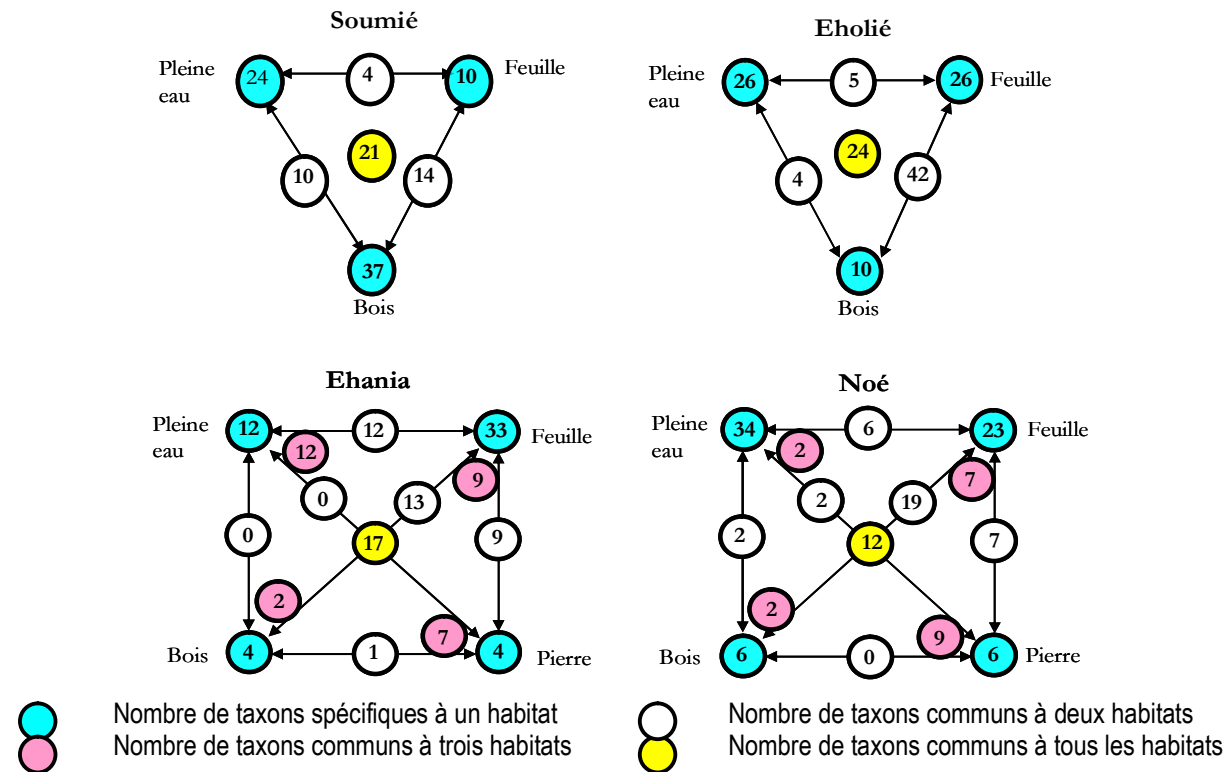 Soumié
Eholié
Pleine
eau
24
4
10
Feuille
21
10
14
37
Bois
Pleine
eau
26
5
26
Feuille
24
4
42
10
Bois
Ehania
Noé
Pleine
eau
12
12
33
Feuille
12
9
0
13
0
17
9
2
7
Bois
4
1
4
Pierre
Pleine
eau
34
6
23
Feuille
2
7
2
19
2
12
7
2
9
Bois
6
0
6
Pierre
Nombre de taxons spécifiques à un habitat
Nombre de taxons communs à deux habitats
Nombre de taxons communs à trois habitats
Nombre de taxons communs à tous les habitats